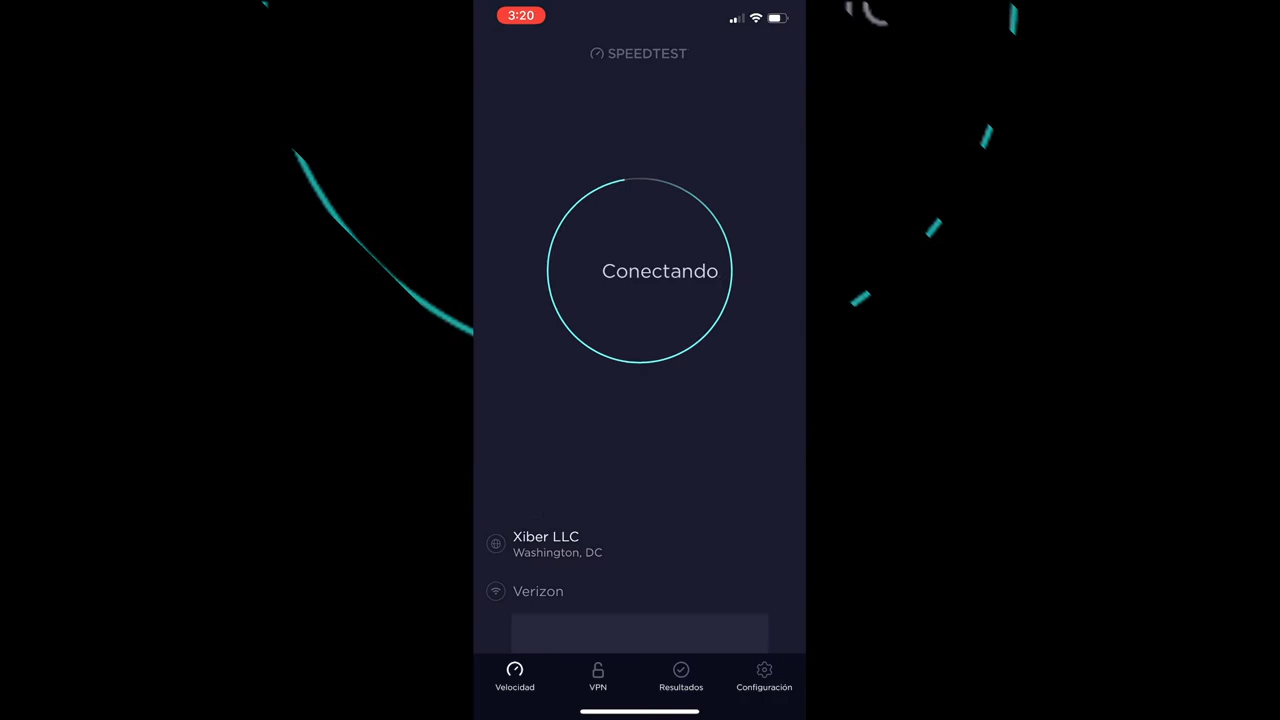 3:20
SPEEDTEST
Conectando
Xiber LLC
Washington, DC
Verizon
Velocidad
VPN
Resultados
Configuración